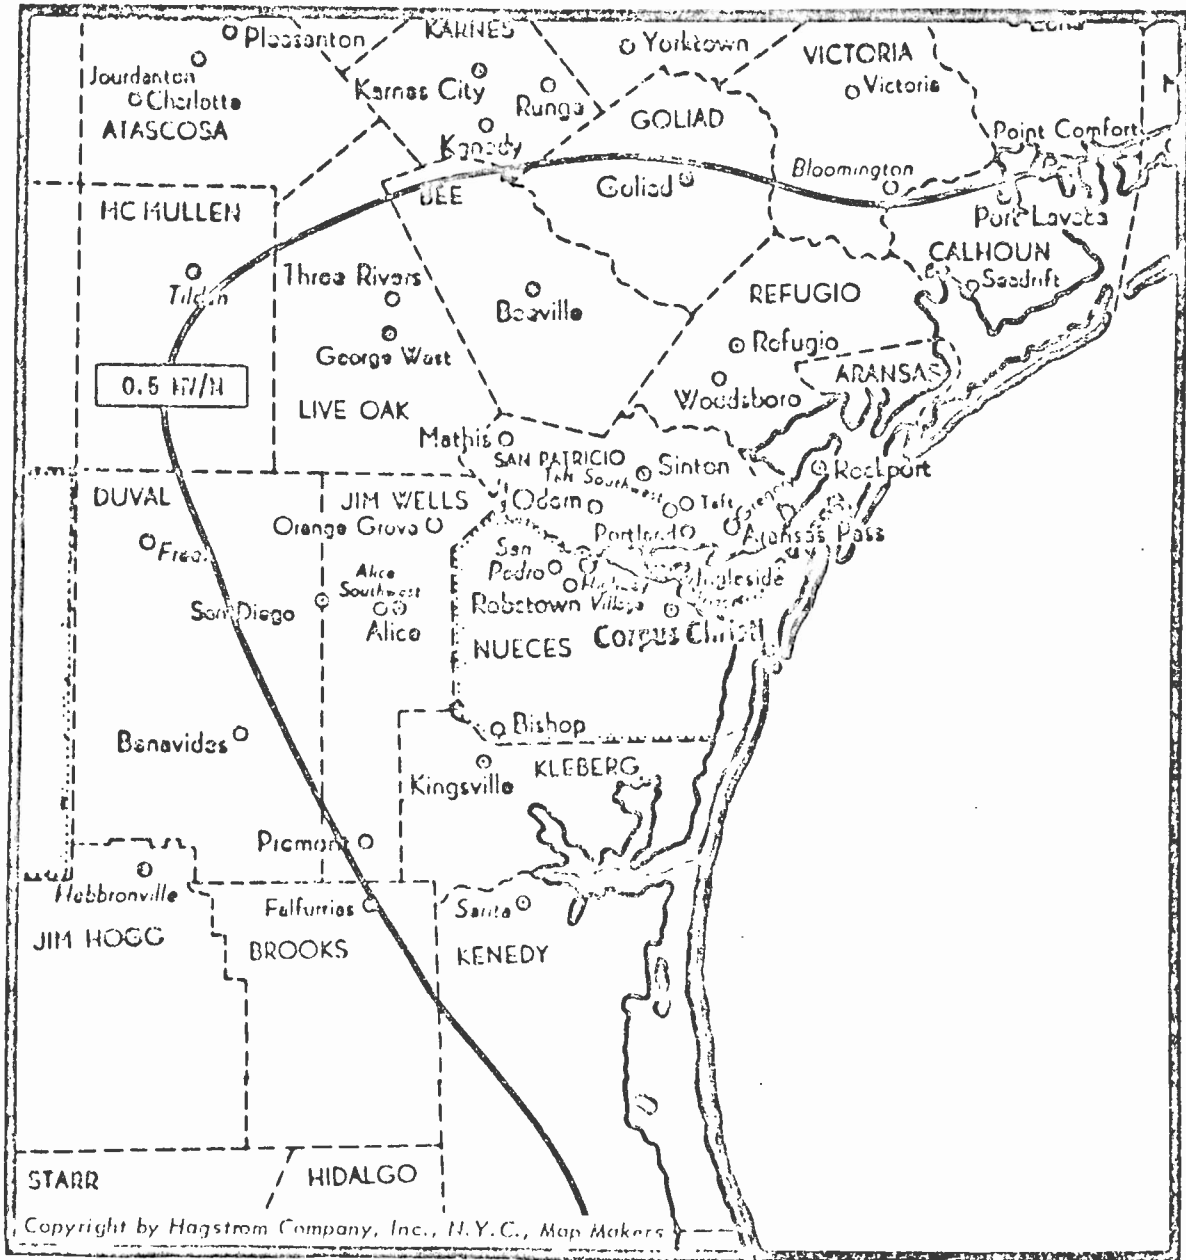 Pleasanton
KARNES
Yorktown
VICTORIA
Jourdanton
Karnes City
Victoria
Charlotte
Runge
ATASCOSA
GOLIAD
Kenedy
Point Comfort
Bloomington
BEE
Goliad
MC MULLEN
Port Lavaca
CALHOUN
Three Rivers
Seadrift
Tilden
Beeville
REFUGIO
George West
Refugio
0.5 MV/M
ARANSAS
LIVE OAK
Woodsboro
Mathis
SAN PATRICIO
Sinton
Rockport
Taft Southwest
DUVAL
JIM WELLS
Odem
Taft
Orange Grove
Portland
Aransas Pass
Freer
San
Pedro
Alice
Southwest
Ingleside
San Diego
Robstown
Village
Alice
NUECES
Corpus Christi
Bishop
Benavides
KLEBERG
Kingsville
Premont
Hebbronville
Falfurrias
Sarita
JIM HOGG
BROOKS
KENEDY
STARR
HIDALGO
Copyright by Hagstrom Company, Inc., N.Y.C., Map Makers